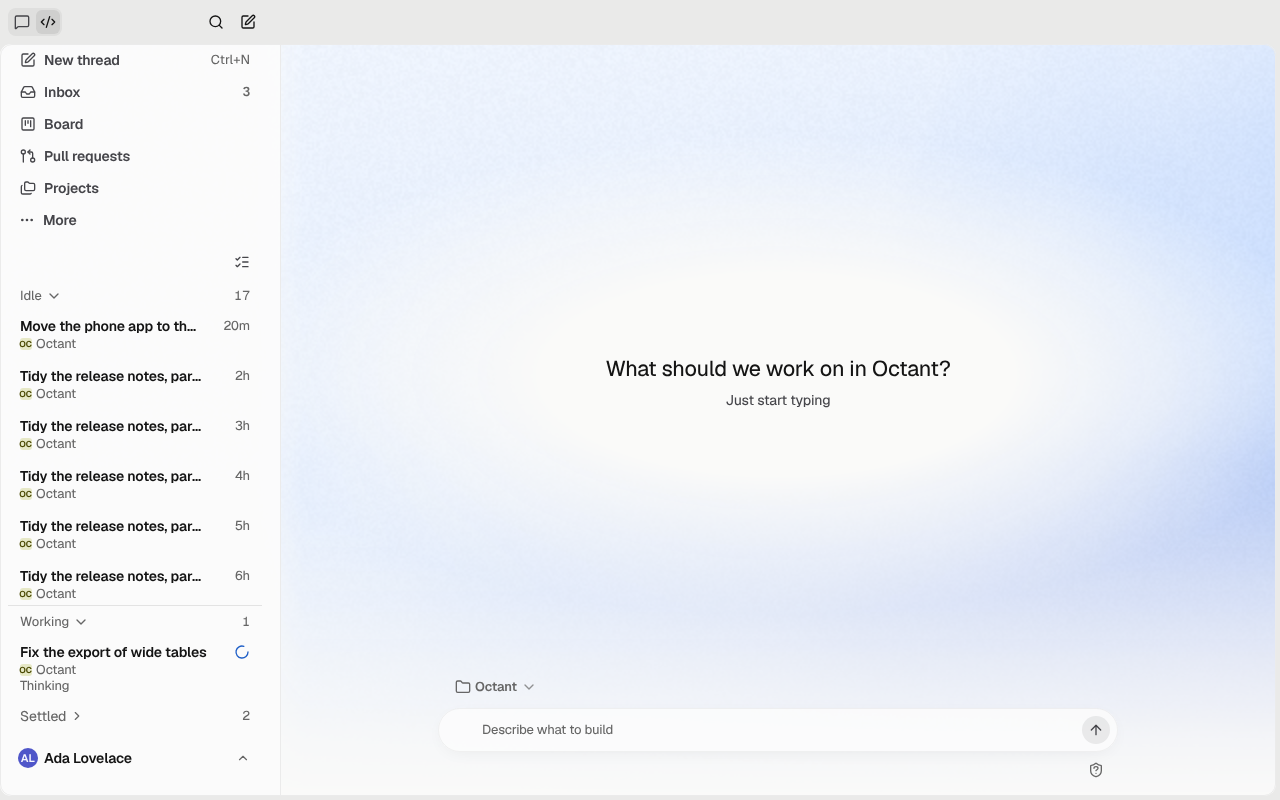 New thread Ctrl+N
Inbox 3
Board
Pull requests
Projects
More
Idle 17
Move the phone app to th... 20m
OC Octant
Tidy the release notes, par... 2h
OC Octant
Tidy the release notes, par... 3h
OC Octant
Tidy the release notes, par... 4h
OC Octant
Tidy the release notes, par... 5h
OC Octant
Tidy the release notes, par... 6h
OC Octant
Working 1
Fix the export of wide tables
OC Octant
Thinking
Settled 2
AL Ada Lovelace
What should we work on in Octant?
Just start typing
Octant
Describe what to build